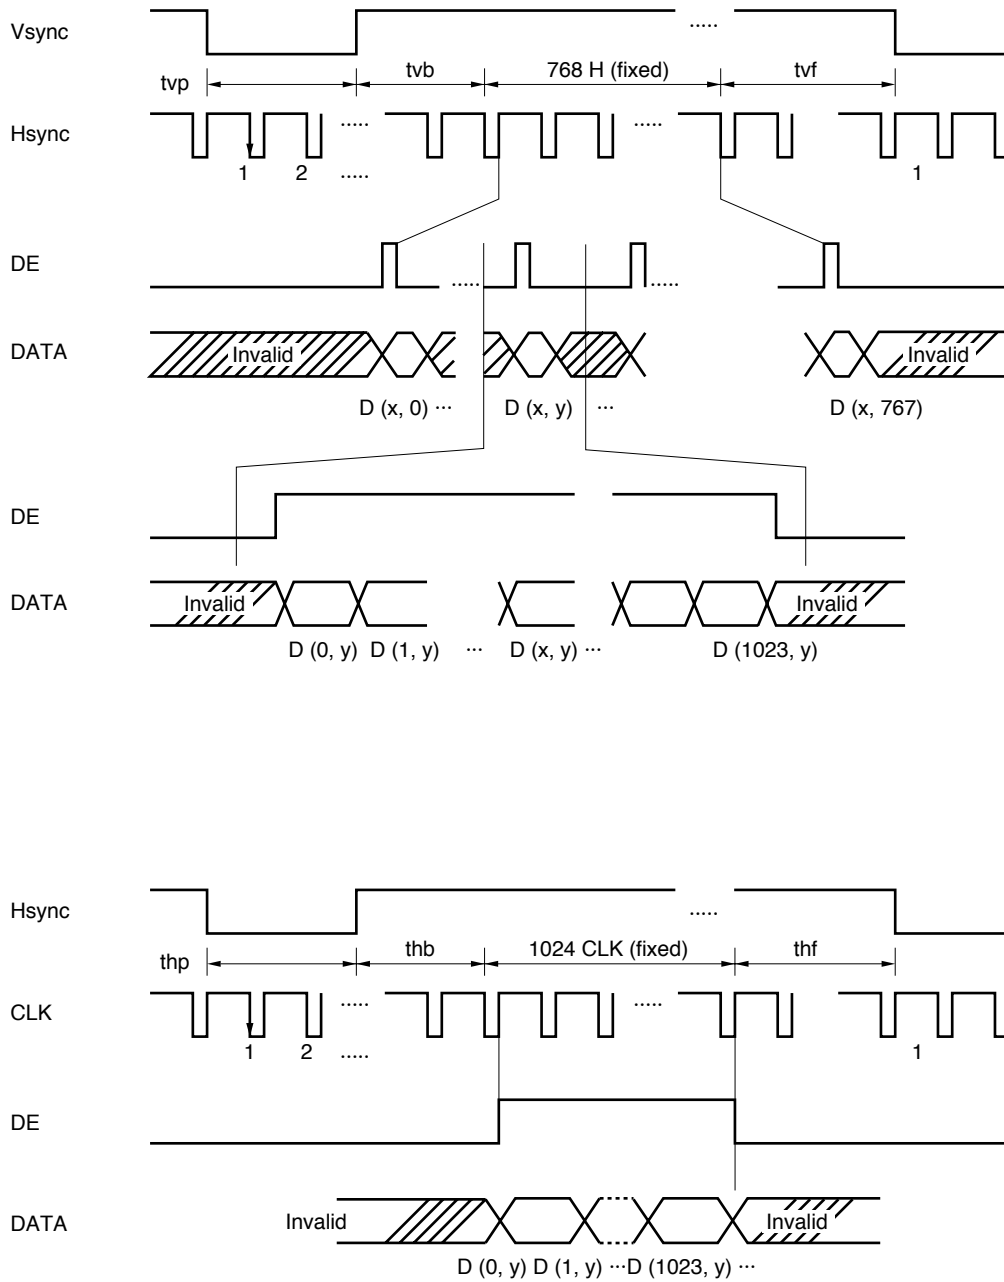 Vsync
.....
tvp tvb 768 H (fixed) tvf
Hsync
..... .....
1 2 ..... 1
DE
..... .....
DATA
Invalid Invalid
D (x, 0) ... D (x, y) ... D (x, 767)
DE
DATA
Invalid Invalid
D (0, y) D (1, y) ... D (x, y) ... D (1023, y)
Hsync
.....
thp thb 1024 CLK (fixed) thf
CLK
..... .....
1 2 ..... 1
DE
DATA
Invalid Invalid
D (0, y) D (1, y) ...D (1023, y) ...